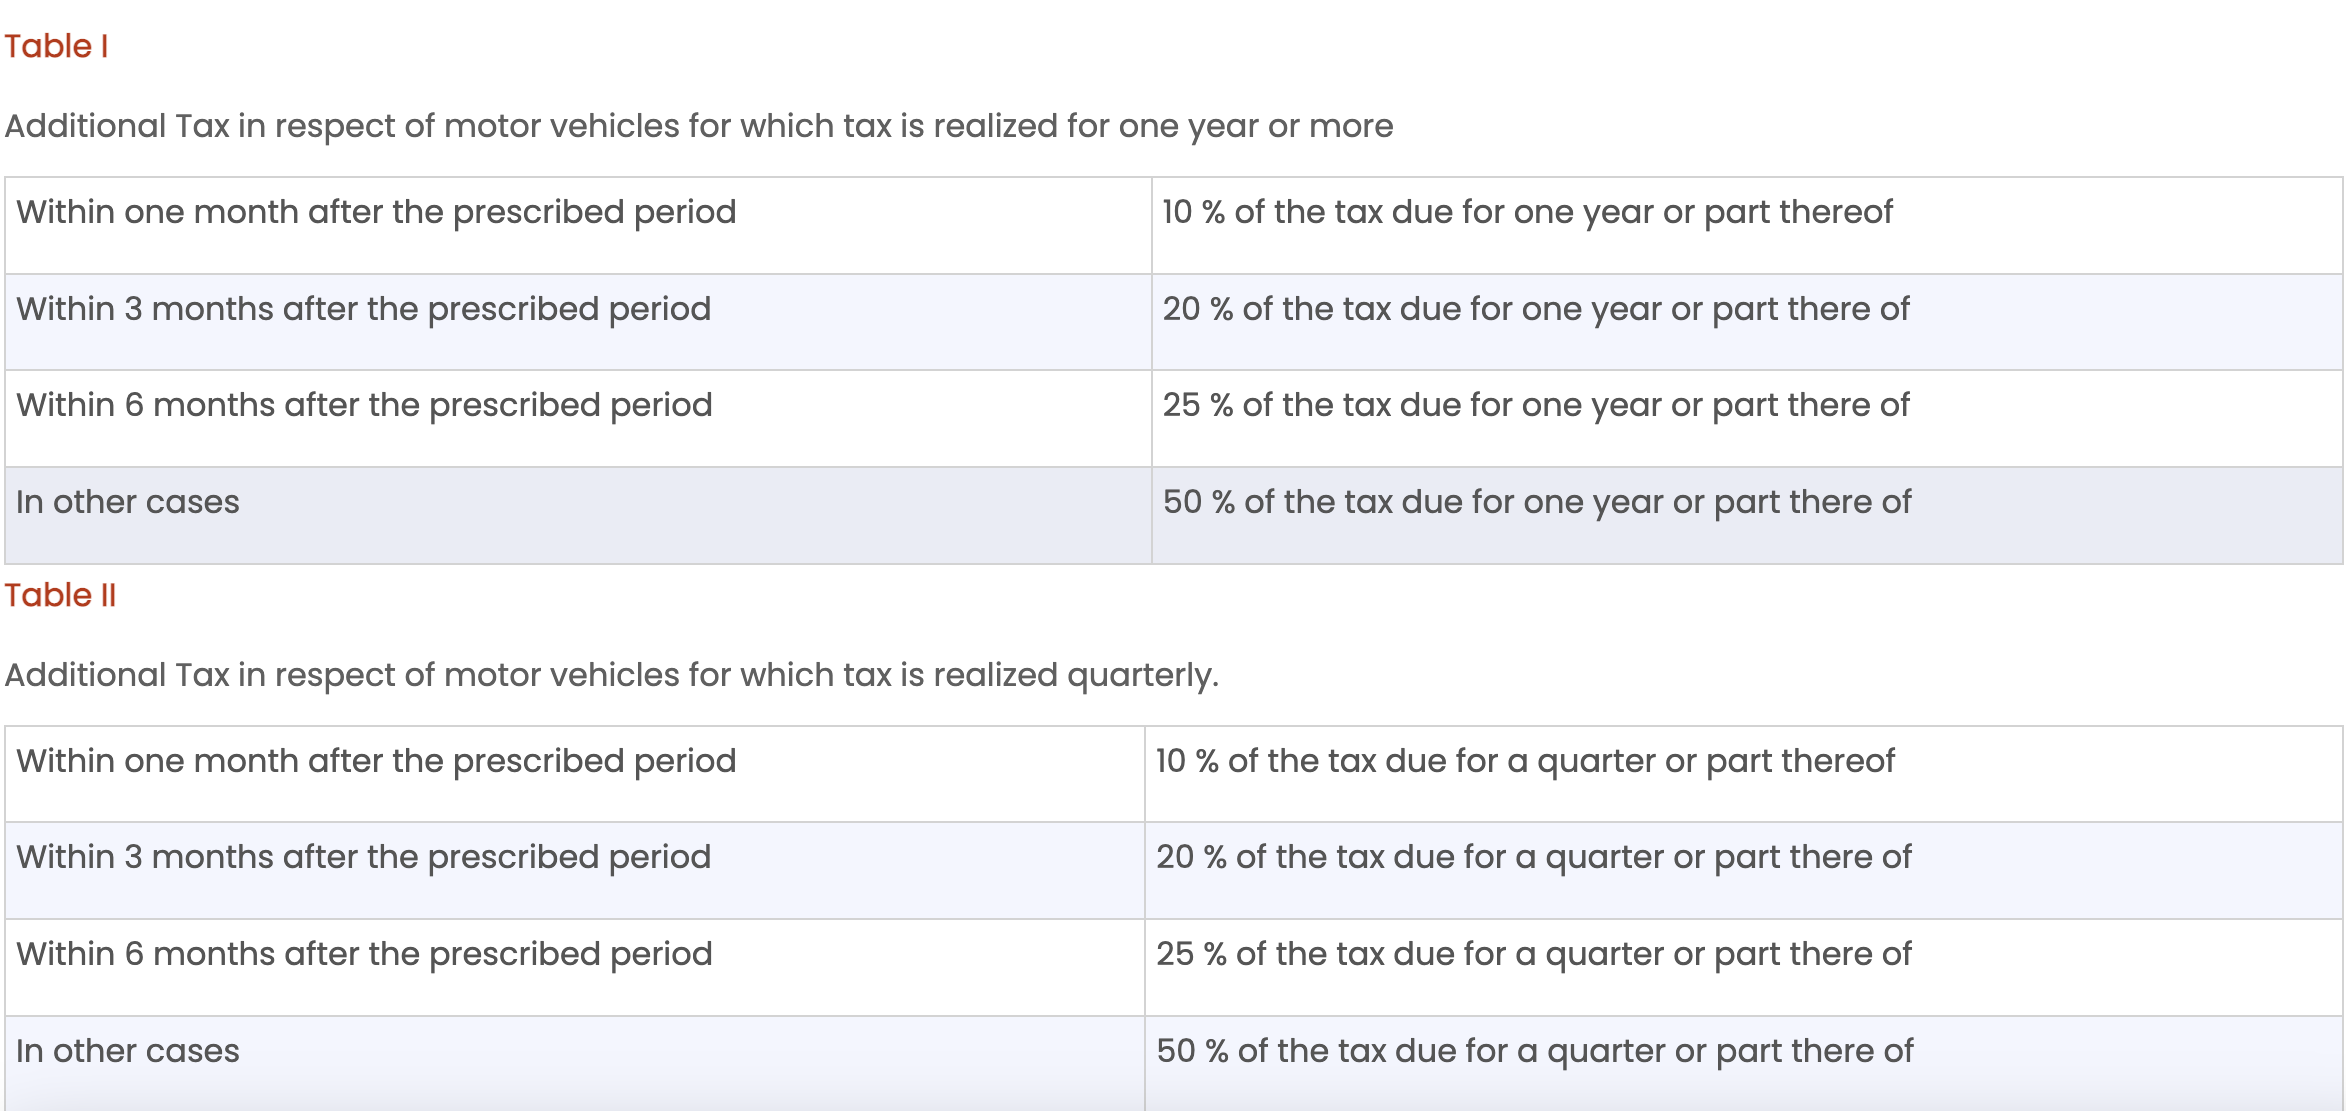 Table I
Additional Tax in respect of motor vehicles for which tax is realized for one year or more
Within one month after the prescribed period 10 % of the tax due for one year or part thereof
Within 3 months after the prescribed period 20 % of the tax due for one year or part there of
Within 6 months after the prescribed period 25 % of the tax due for one year or part there of
In other cases 50 % of the tax due for one year or part there of
Table II
Additional Tax in respect of motor vehicles for which tax is realized quarterly.
Within one month after the prescribed period 10 % of the tax due for a quarter or part thereof
Within 3 months after the prescribed period 20 % of the tax due for a quarter or part there of
Within 6 months after the prescribed period 25 % of the tax due for a quarter or part there of
In other cases 50 % of the tax due for a quarter or part there of